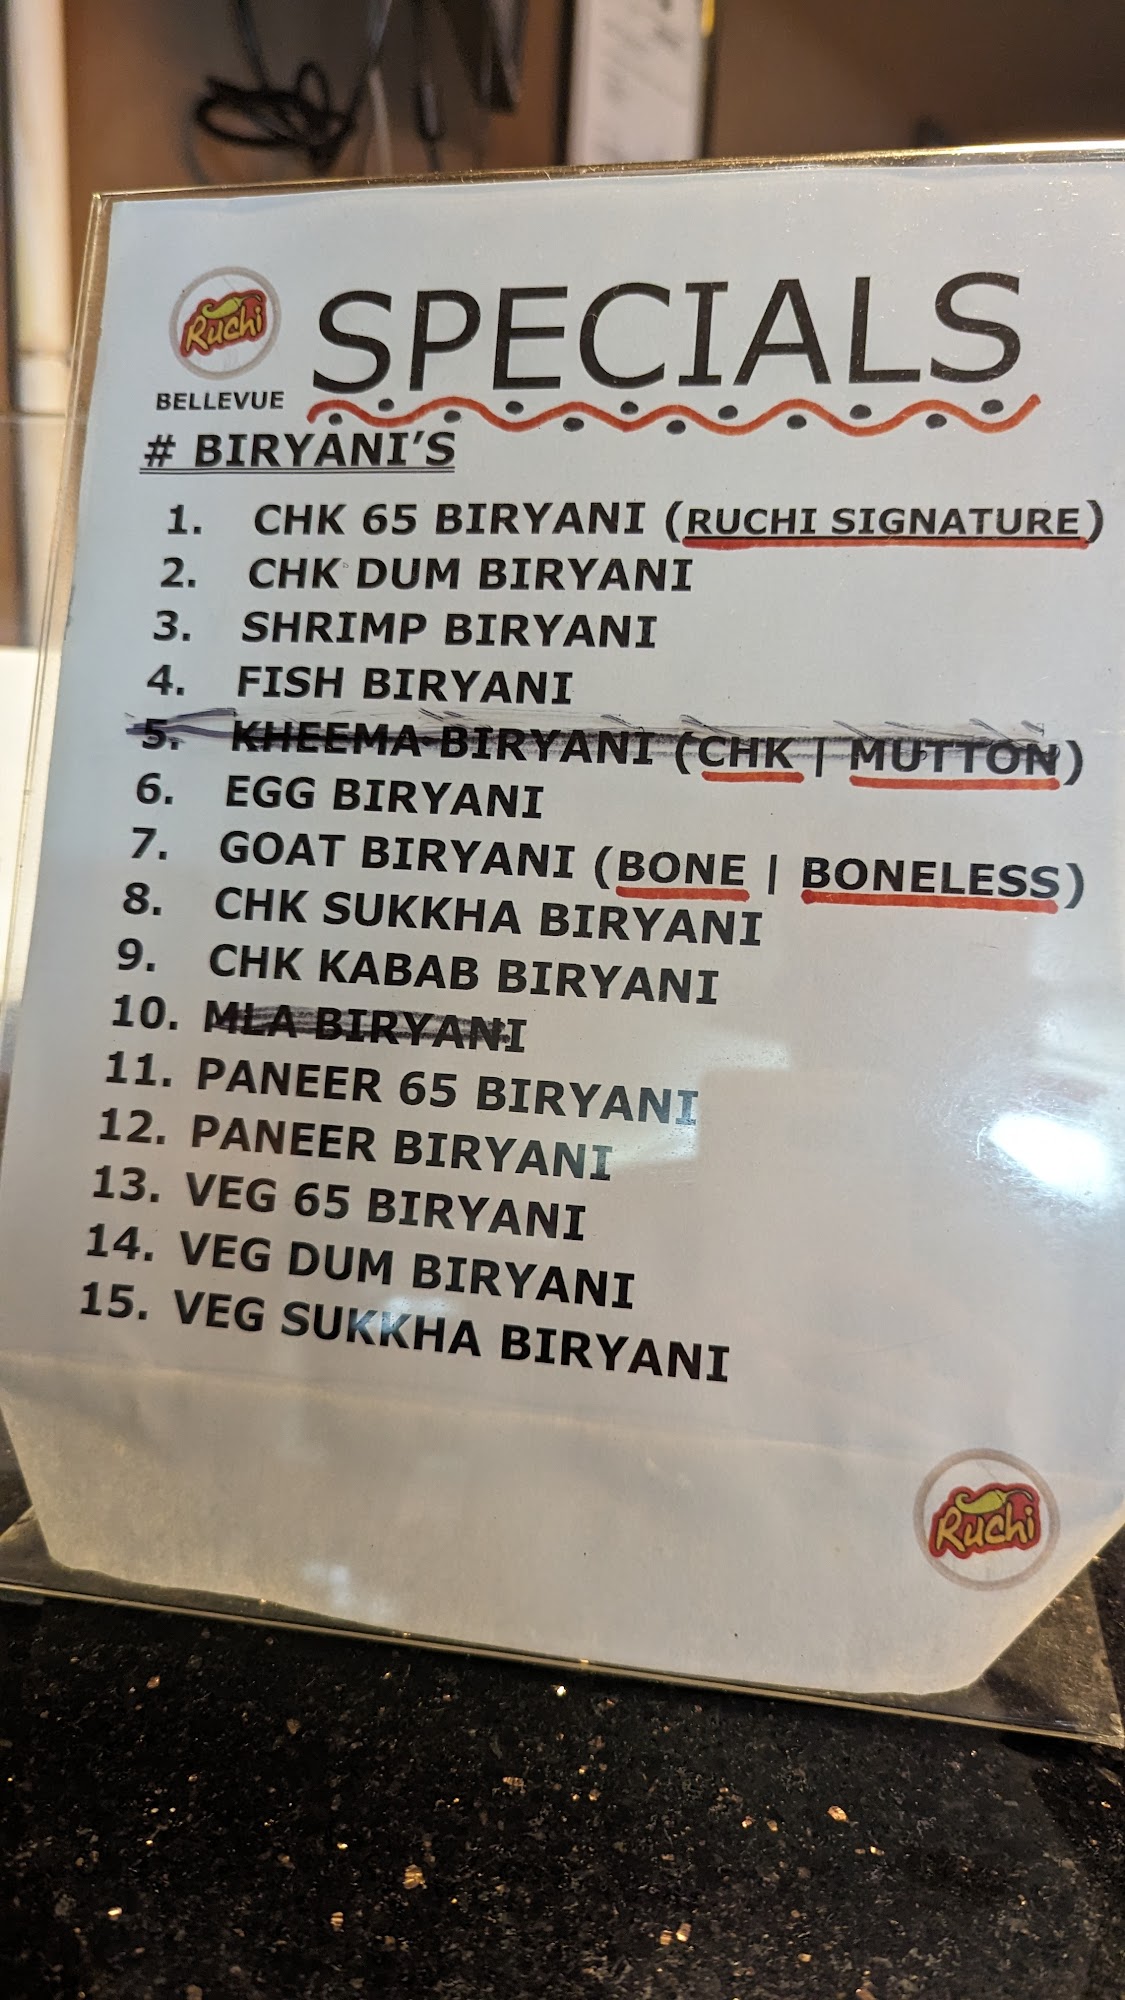 Ruchi
SPECIALS
BELLEVUE
# BIRYANI'S
1. CHK 65 BIRYANI (RUCHI SIGNATURE)
2. CHK DUM BIRYANI
3. SHRIMP BIRYANI
4. FISH BIRYANI
5. KHEEMA BIRYANI (CHK | MUTTON)
6. EGG BIRYANI
7. GOAT BIRYANI (BONE | BONELESS)
8. CHK SUKKHA BIRYANI
9. CHK KABAB BIRYANI
10. MLA BIRYANI
11. PANEER 65 BIRYANI
12. PANEER BIRYANI
13. VEG 65 BIRYANI
14. VEG DUM BIRYANI
15. VEG SUKKHA BIRYANI
Ruchi